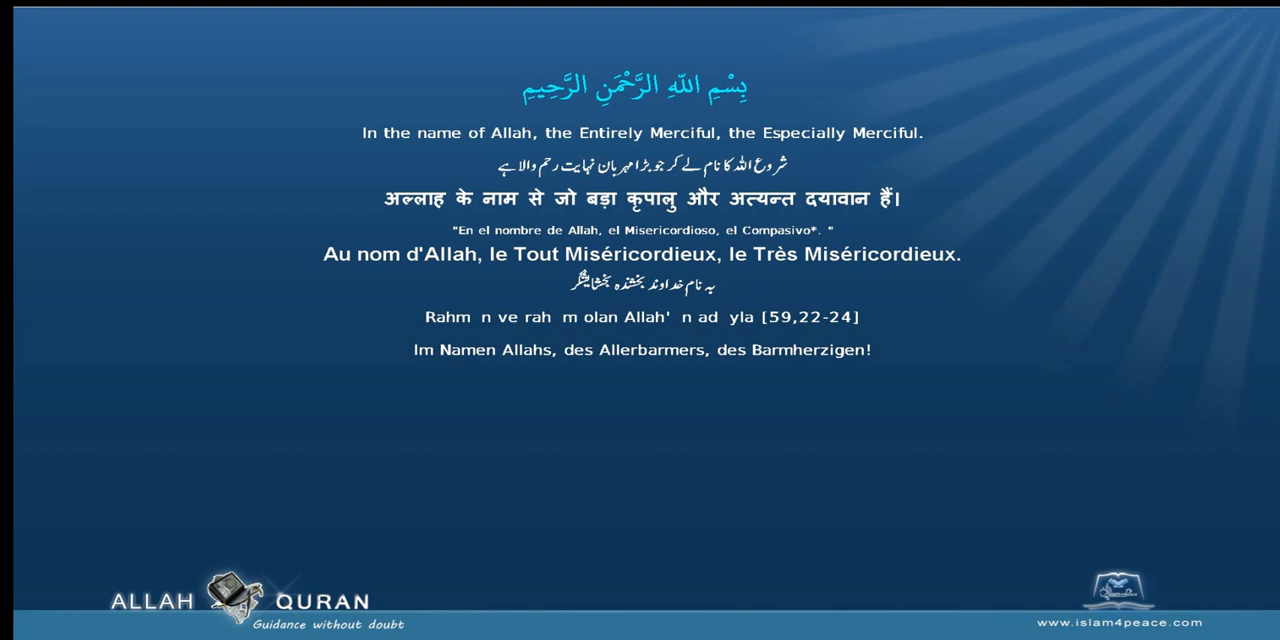 بِسْمِ اللّهِ الرَّحْمَنِ الرَّحِيمِ
In the name of Allah, the Entirely Merciful, the Especially Merciful.
شروع اللہ کا نام لے کر جو بڑا مہربان نہایت رحم والا ہے
अल्लाह के नाम से जो बड़ा कृपालु और अत्यन्त दयावान हैं।
"En el nombre de Allah, el Misericordioso, el Compasivo*. "
Au nom d'Allah, le Tout Miséricordieux, le Très Miséricordieux.
بہ نام خداوند بخشندہ بخشایشگر
Rahm n ve rah m olan Allah' n ad yla [59,22-24]
Im Namen Allahs, des Allerbarmers, des Barmherzigen!
ALLAH QURAN
Guidance without doubt
www.islam4peace.com